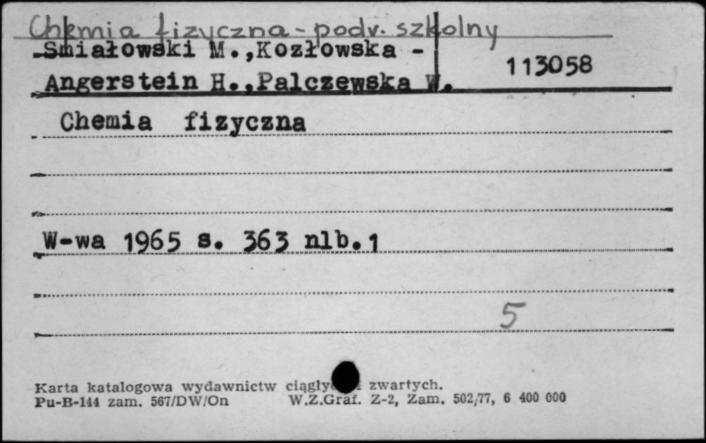 Chemia fizyczna - podr. szkolny
Śmiałowski M., Kozłowska -
Angerstein H., Palczewska W.
113058
Chemia fizyczna
W-wa 1965 s. 363 nlb. 1
5
Karta katalogowa wydawnictw zwartych.
Pu-B-144 zam. 567/DW/On W.Z.Graf. Z-2, Zam. 502/77, 6 400 000